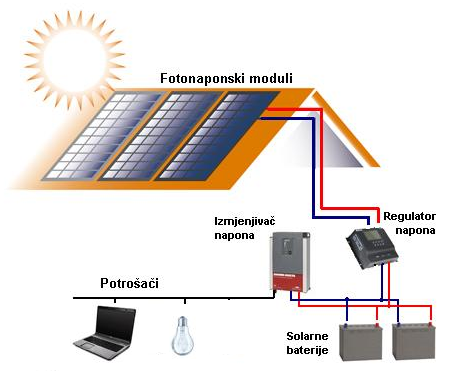 Fotonaponski moduli
Izmjenjivač
napona
Regulator
napona
Potrošači
Solarne
baterije